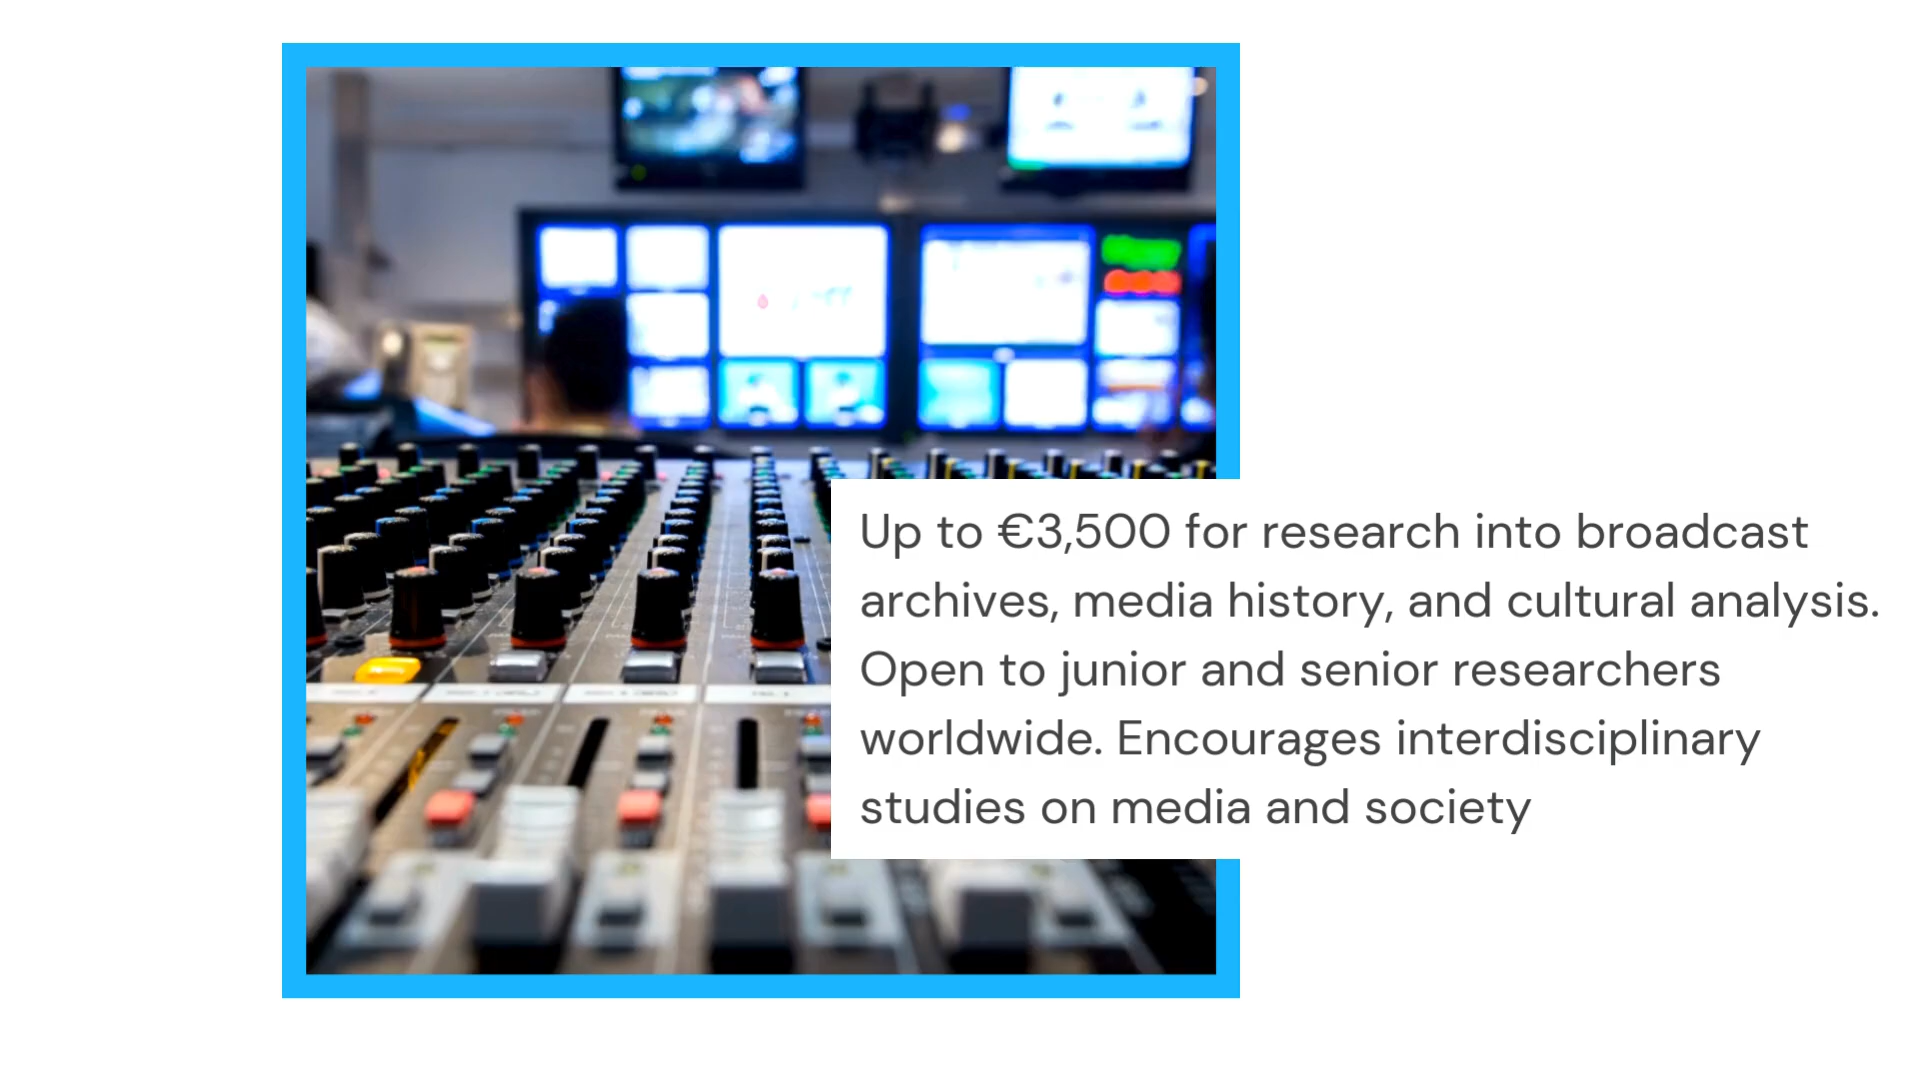 Up to €3,500 for research into broadcast
archives, media history, and cultural analysis.
Open to junior and senior researchers
worldwide. Encourages interdisciplinary
studies on media and society